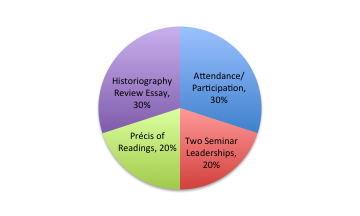 Historiography
Review Essay,
30%
Attendance/
Participation,
30%
Précis of
Readings, 20%
Two Seminar
Leaderships,
20%